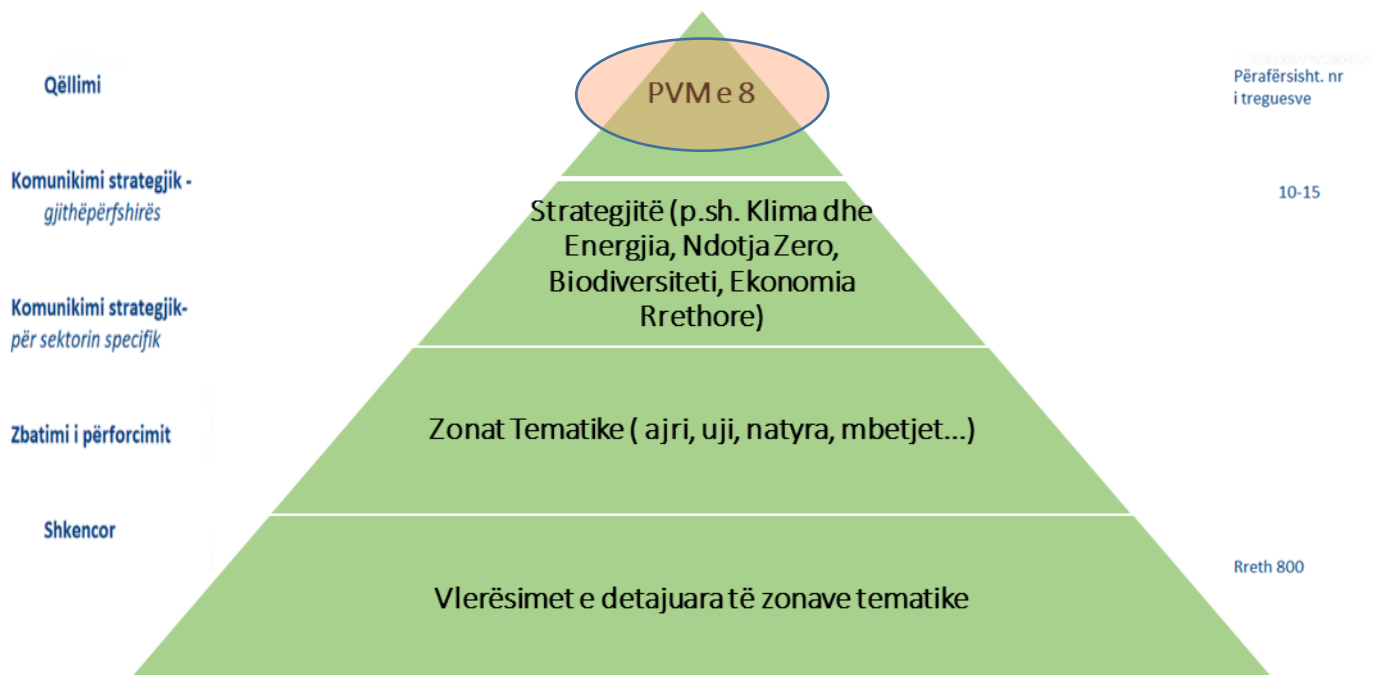 Qëllimi
PVM e 8
Përafërsisht. nr
i treguesve
Komunikimi strategjik -
gjithëpërfshirës
10-15
Strategjitë (p.sh. Klima dhe
Energjia, Ndotja Zero,
Biodiversiteti, Ekonomia
Rrethore)
Komunikimi strategjik-
për sektorin specifik
Zbatimi i përforcimit
Zonat Tematike ( ajri, uji, natyra, mbetjet...)
Shkencor
Rreth 800
Vlerësimet e detajuara të zonave tematike